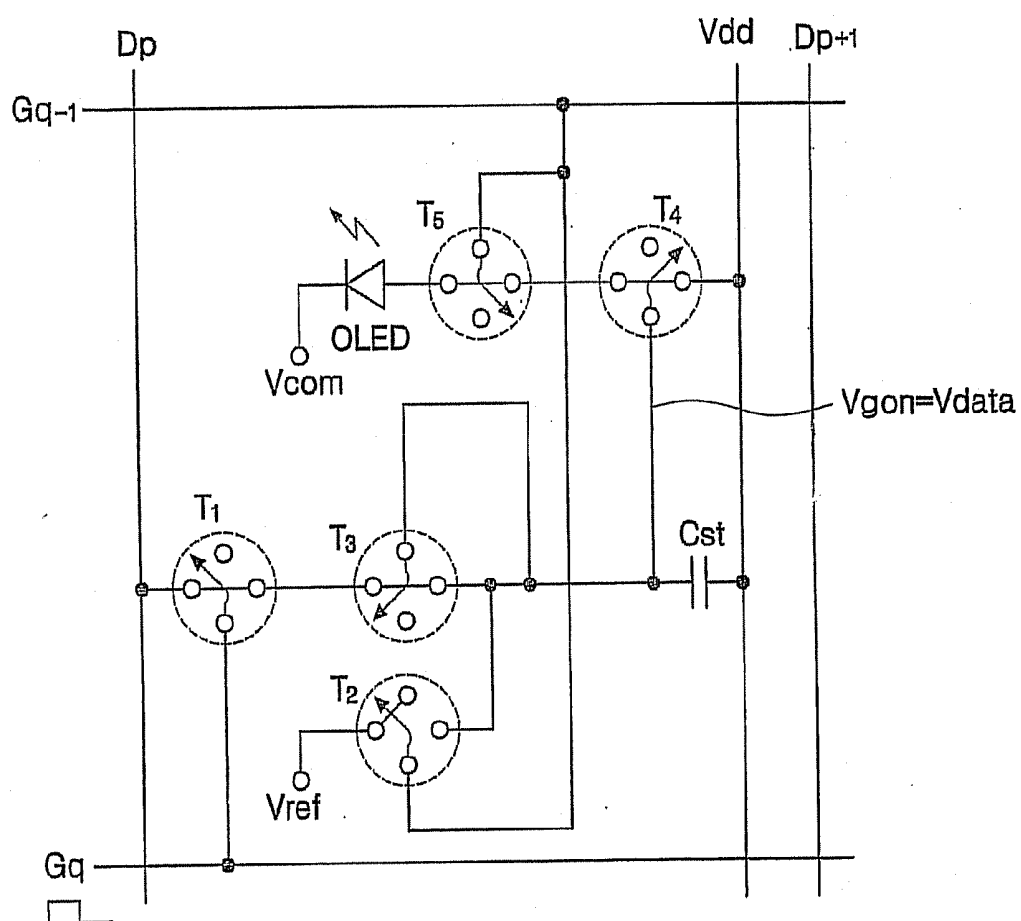 Dp
Vdd
Dp+1
Gq-1
T5
T4
OLED
Vcom
Vgon=Vdata
T1
T3
Cst
T2
Vref
Gq